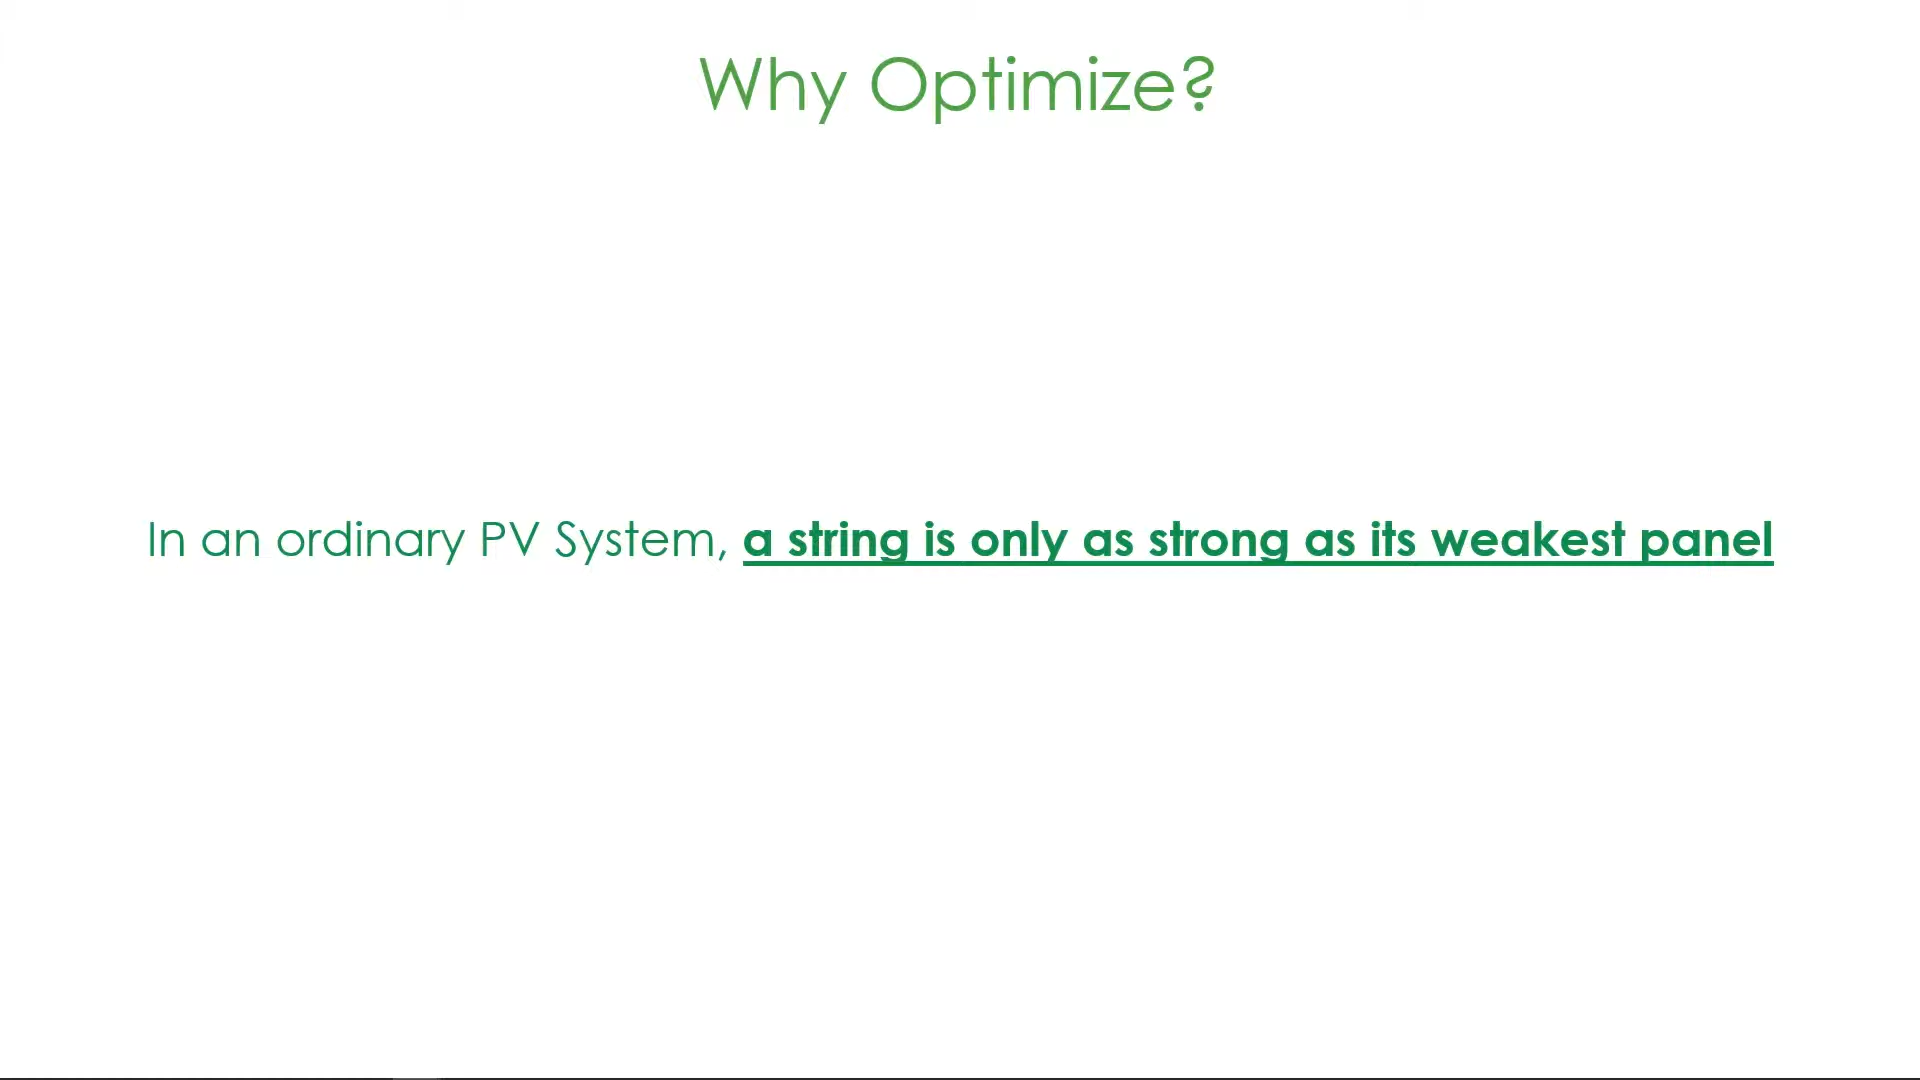 Why Optimize?
In an ordinary PV System, a string is only as strong as its weakest panel